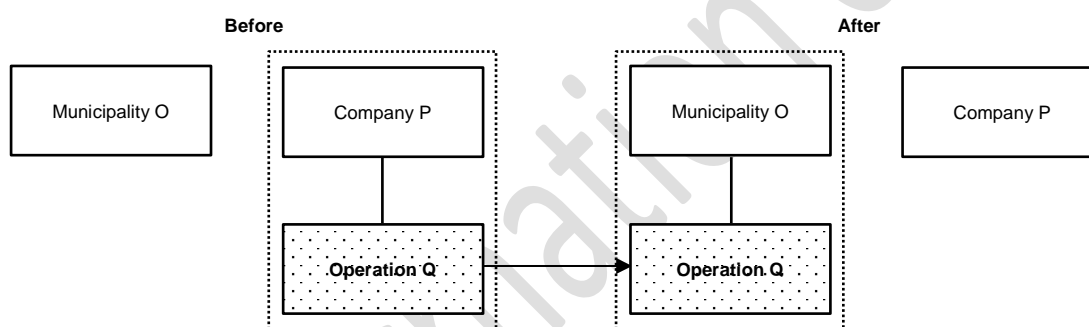 Before
After
Municipality O
Company P
Municipality O
Company P
Operation Q
Operation Q